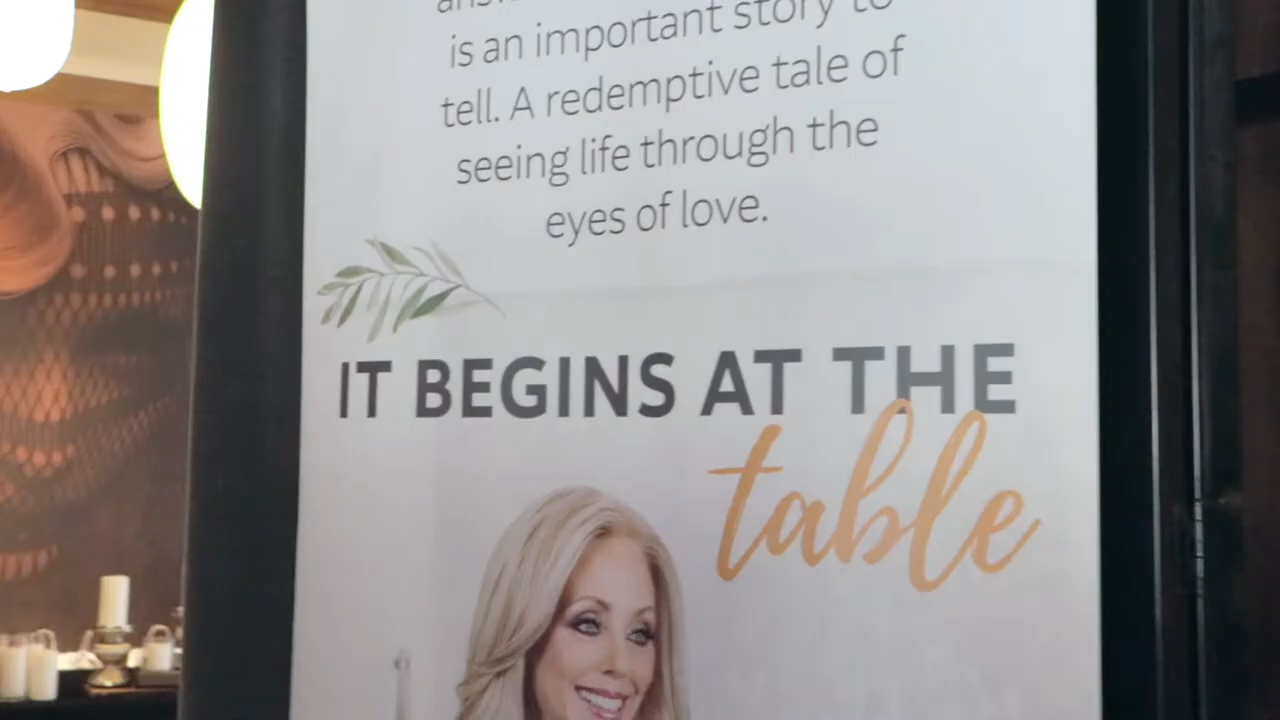 is an important story to
tell. A redemptive tale of
seeing life through the
eyes of love.
IT BEGINS AT THE
table